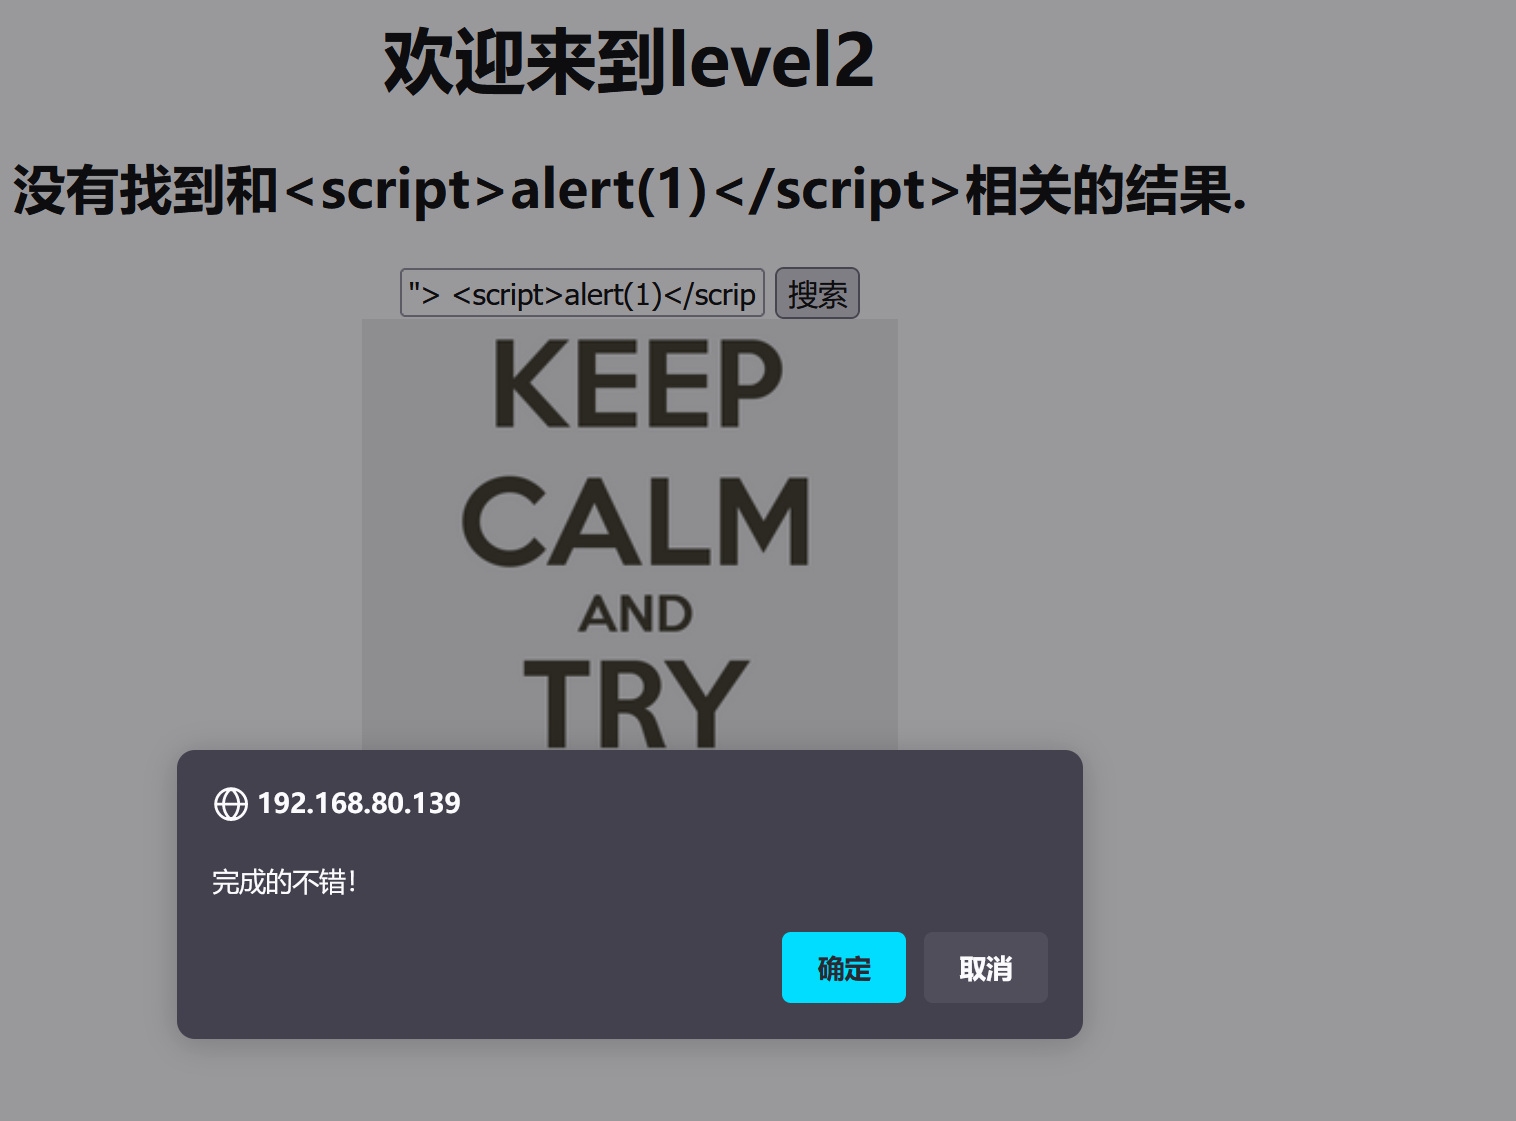 欢迎来到level2
没有找到和<script>alert(1)</script>相关的结果.
"> <script>alert(1)</scrip 搜索
KEEP
CALM
AND
TRY
192.168.80.139
完成的不错!
确定 取消